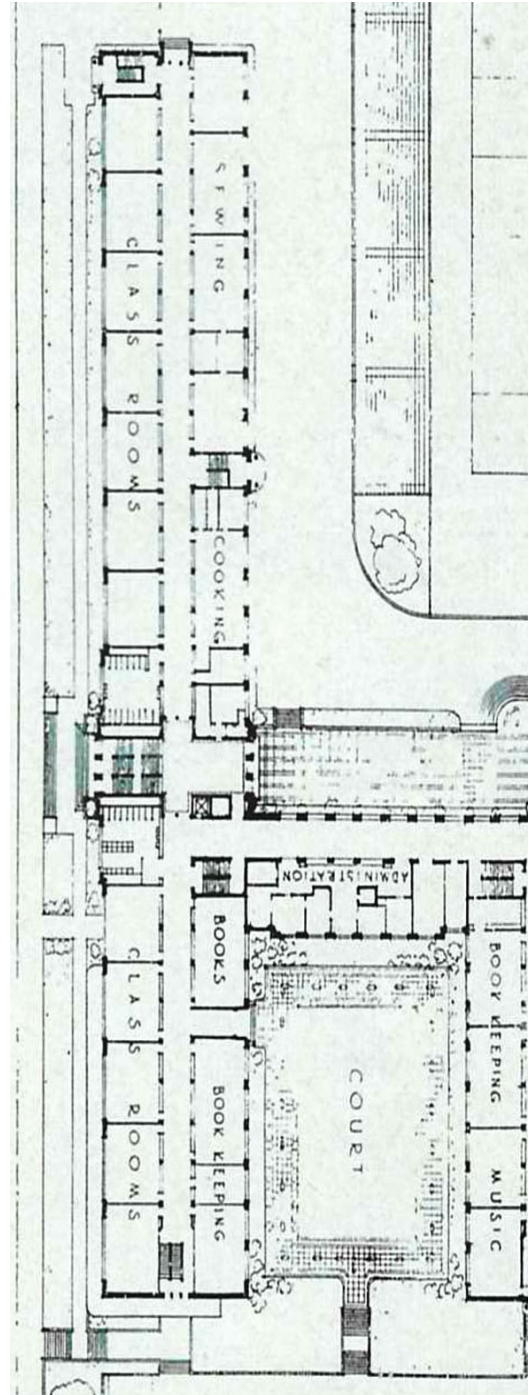 SEWING
CLASS ROOMS
COOKING
ADMINISTRATION
BOOKS
BOOK KEEPING
CLASS ROOMS
COURT
BOOK KEEPING
MUSIC